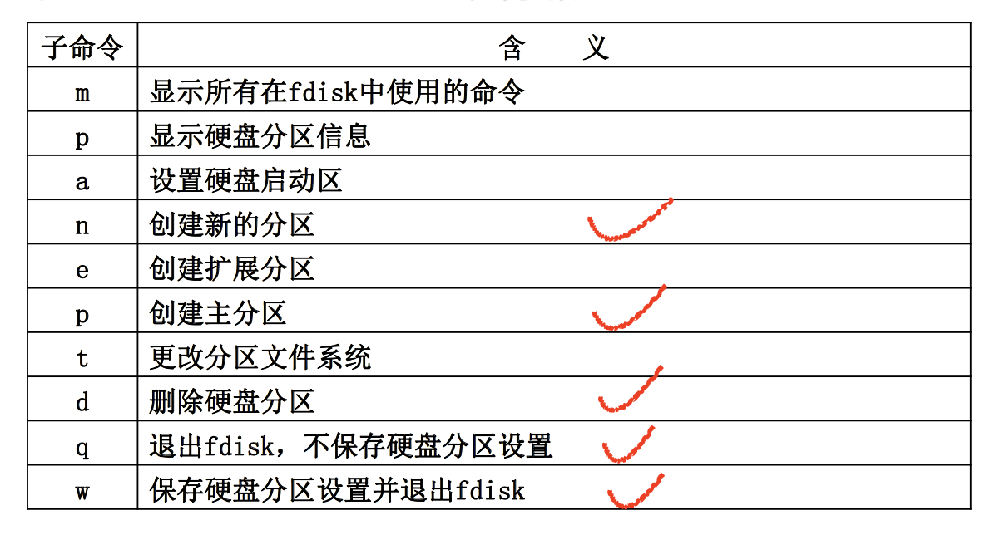 子命令 含 义
m 显示所有在fdisk中使用的命令
p 显示硬盘分区信息
a 设置硬盘启动区
n 创建新的分区
e 创建扩展分区
p 创建主分区
t 更改分区文件系统
d 删除硬盘分区
q 退出fdisk，不保存硬盘分区设置
w 保存硬盘分区设置并退出fdisk